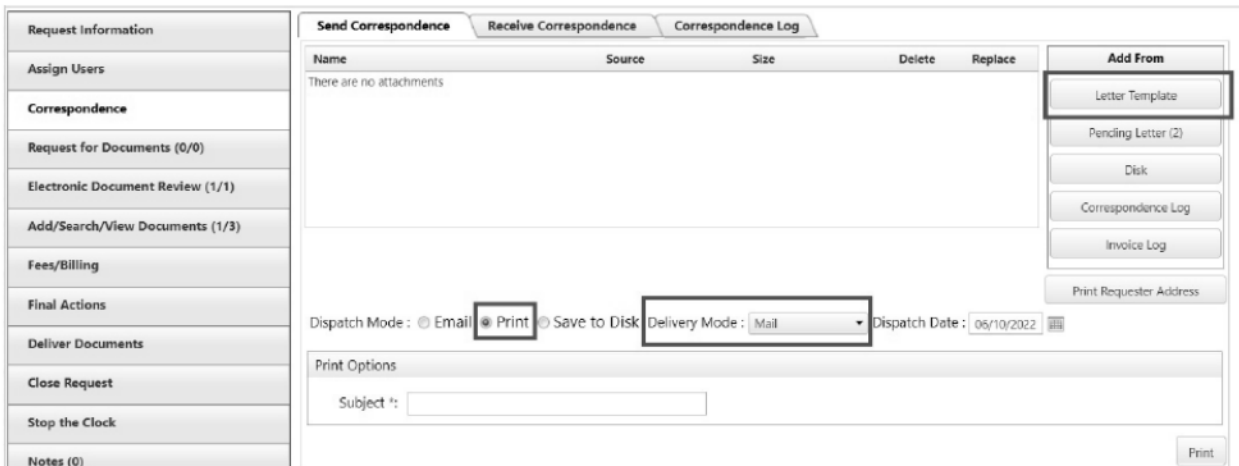 Request Information
Assign Users
Correspondence
Request for Documents (0/0)
Electronic Document Review (1/1)
Add/Search/View Documents (1/3)
Fees/Billing
Final Actions
Deliver Documents
Close Request
Stop the Clock
Notes (0)
Send Correspondence Receive Correspondence Correspondence Log
Name Source Size Delete Replace
There are no attachments
Add From
Letter Template
Pending Letter (2)
Disk
Correspondence Log
Invoice Log
Print Requester Address
Dispatch Mode : Email Print Save to Disk Delivery Mode : Mail Dispatch Date : 06/10/2022
Print Options
Subject *:
Print